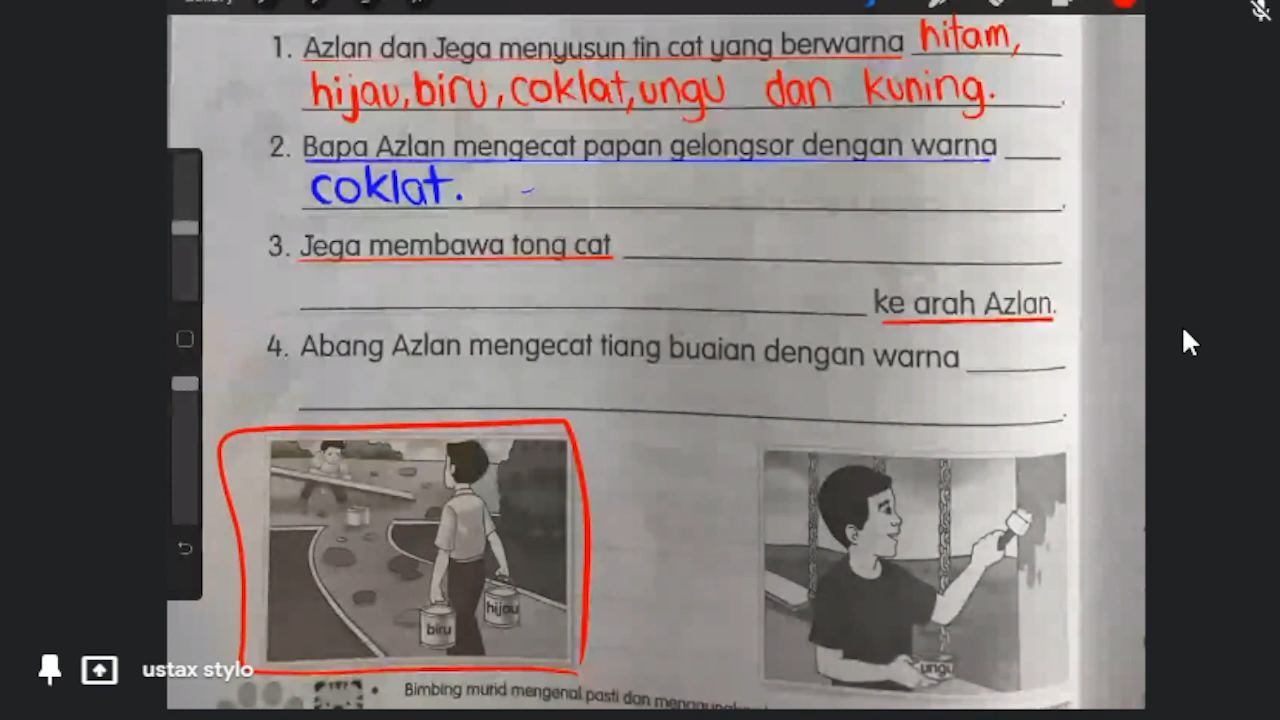 1. Azlan dan Jega menyusun tin cat yang berwarna hitam,
hijau, biru, coklat, ungu dan kuning.
2. Bapa Azlan mengecat papan gelongsor dengan warna
coklat.
3. Jega membawa tong cat
ke arah Azlan.
4. Abang Azlan mengecat tiang buaian dengan warna
biru
hijau
ungu
ustax stylo
Bimbing murid mengenal pasti dan